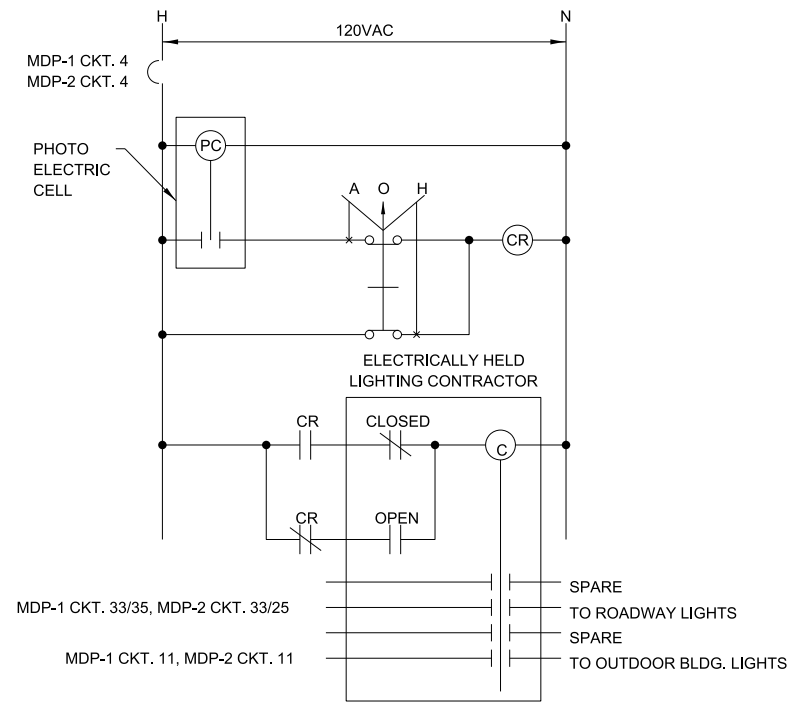 H N
120VAC
MDP-1 CKT. 4
MDP-2 CKT. 4
PC
PHOTO
ELECTRIC
CELL
A O H
CR
ELECTRICALLY HELD
LIGHTING CONTRACTOR
CR CLOSED
C
CR OPEN
SPARE
MDP-1 CKT. 33/35, MDP-2 CKT. 33/25 TO ROADWAY LIGHTS
SPARE
MDP-1 CKT. 11, MDP-2 CKT. 11 TO OUTDOOR BLDG. LIGHTS